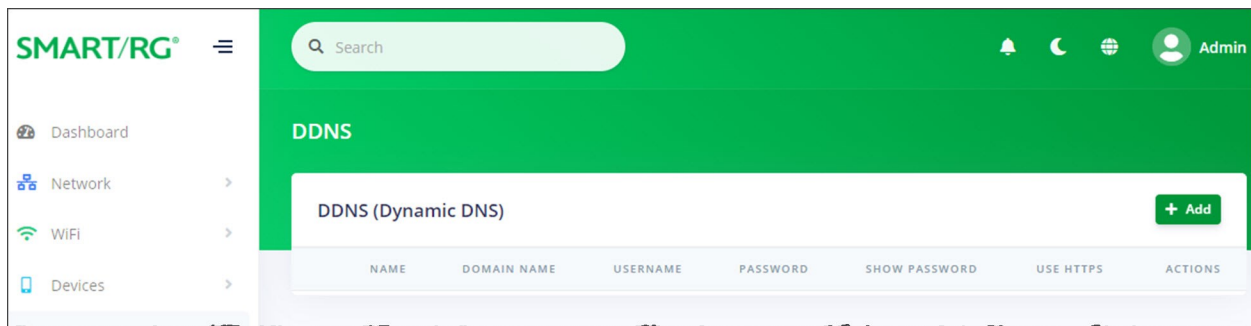 SMART/RG®
Search
Admin
Dashboard
DDNS
Network
DDNS (Dynamic DNS)
+ Add
WiFi
NAME DOMAIN NAME USERNAME PASSWORD SHOW PASSWORD USE HTTPS ACTIONS
Devices